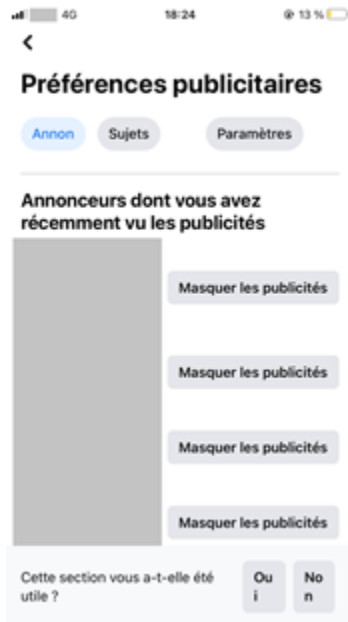 4G 18:24 13 %
Préférences publicitaires
Annon Sujets Paramètres
Annonceurs dont vous avez
récemment vu les publicités
Masquer les publicités
Masquer les publicités
Masquer les publicités
Masquer les publicités
Cette section vous a-t-elle été
utile ?
Ou
i
No
n